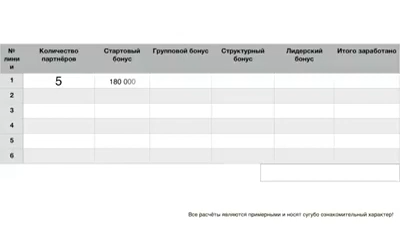 № линии Количество партнёров Стартовый бонус Групповой бонус Структурный бонус Лидерский бонус Итого заработано
1 5 180 000
2
3
4
5
6
Все расчёты являются примерными и носят сугубо ознакомительный характер!